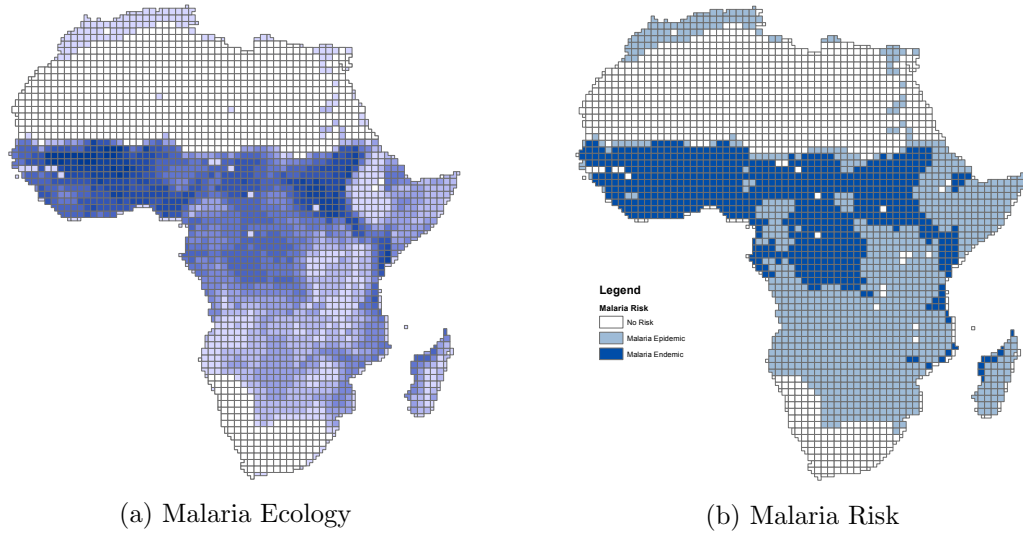 Legend
Malaria Risk
No Risk
Malaria Epidemic
Malaria Endemic
(a) Malaria Ecology
(b) Malaria Risk